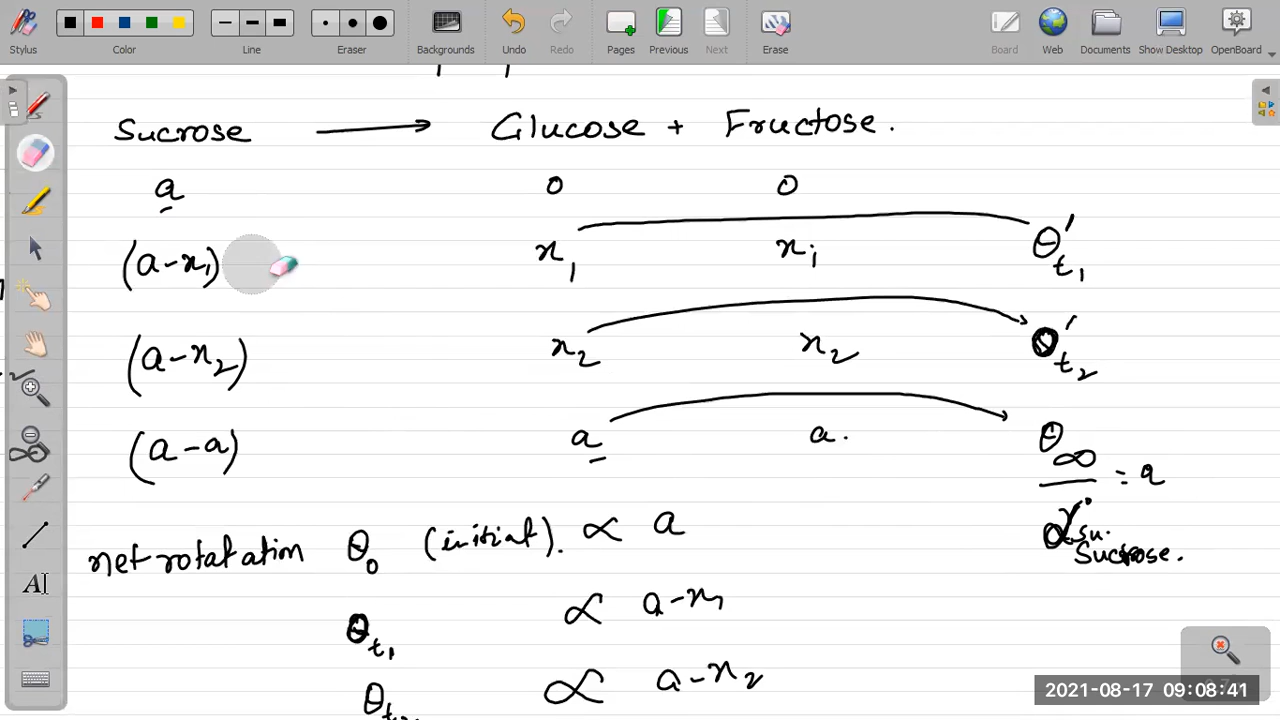 Stylus Color Line Eraser Backgrounds Undo Redo Pages Previous Next Erase Board Web Documents Show Desktop OpenBoard
Sucrose ⟶ Glucose + Fructose.
a 0 0
(a-x₁) x₁ x₁ θ't₁
(a-x₂) x₂ x₂ θ't₂
(a-a) a a. θ∞
= a
Sucrose.
net rotation θ₀ (initial). ∝ a
θt₁ ∝ a-x₁
θt₂ ∝ a-x₂
2021-08-17 09:08:41